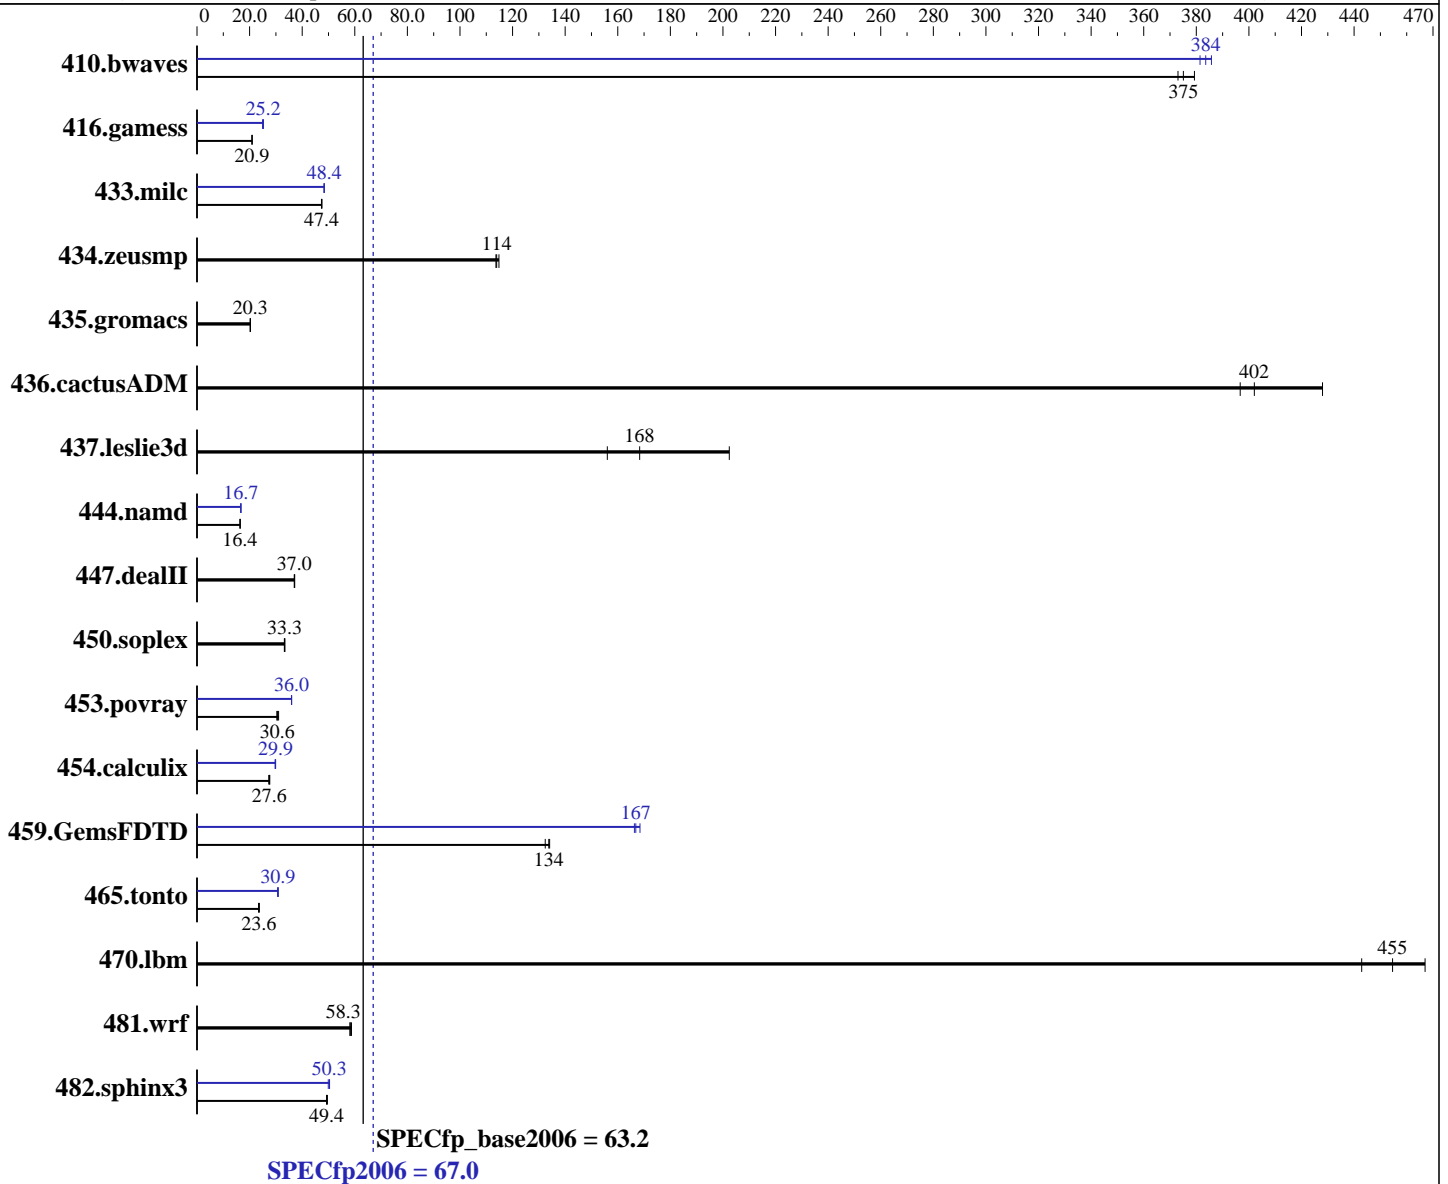 0 20.0 40.0 60.0 80.0 100 120 140 160 180 200 220 240 260 280 300 320 340 360 380 400 420 440 470
410.bwaves
384
375
416.gamess
25.2
20.9
433.milc
48.4
47.4
434.zeusmp
114
435.gromacs
20.3
436.cactusADM
402
437.leslie3d
168
444.namd
16.7
16.4
447.dealII
37.0
450.soplex
33.3
453.povray
36.0
30.6
454.calculix
29.9
27.6
459.GemsFDTD
167
134
465.tonto
30.9
23.6
470.lbm
455
481.wrf
58.3
482.sphinx3
50.3
49.4
SPECfp_base2006 = 63.2
SPECfp2006 = 67.0